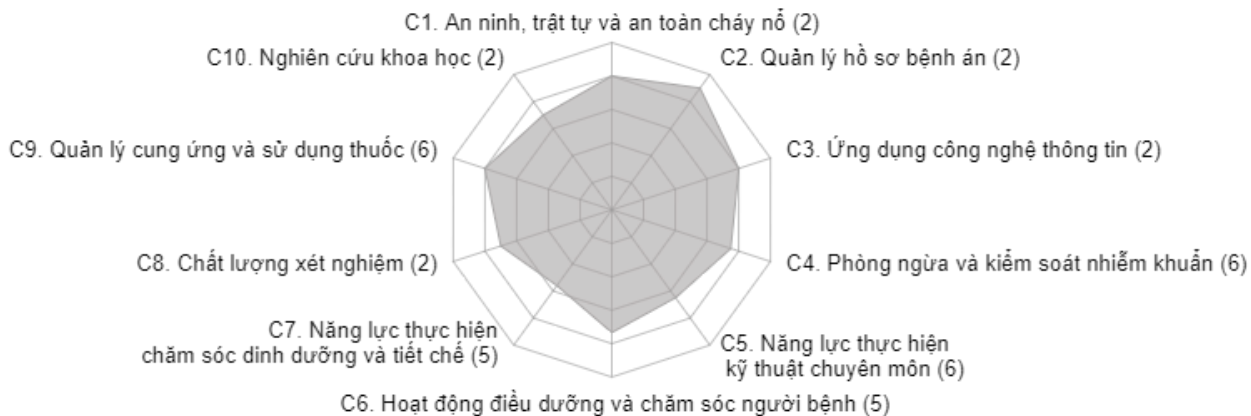 C1. An ninh, trật tự và an toàn cháy nổ (2)
C10. Nghiên cứu khoa học (2)
C2. Quản lý hồ sơ bệnh án (2)
C9. Quản lý cung ứng và sử dụng thuốc (6)
C3. Ứng dụng công nghệ thông tin (2)
C8. Chất lượng xét nghiệm (2)
C4. Phòng ngừa và kiểm soát nhiễm khuẩn (6)
C7. Năng lực thực hiện
chăm sóc dinh dưỡng và tiết chế (5)
C5. Năng lực thực hiện
kỹ thuật chuyên môn (6)
C6. Hoạt động điều dưỡng và chăm sóc người bệnh (5)